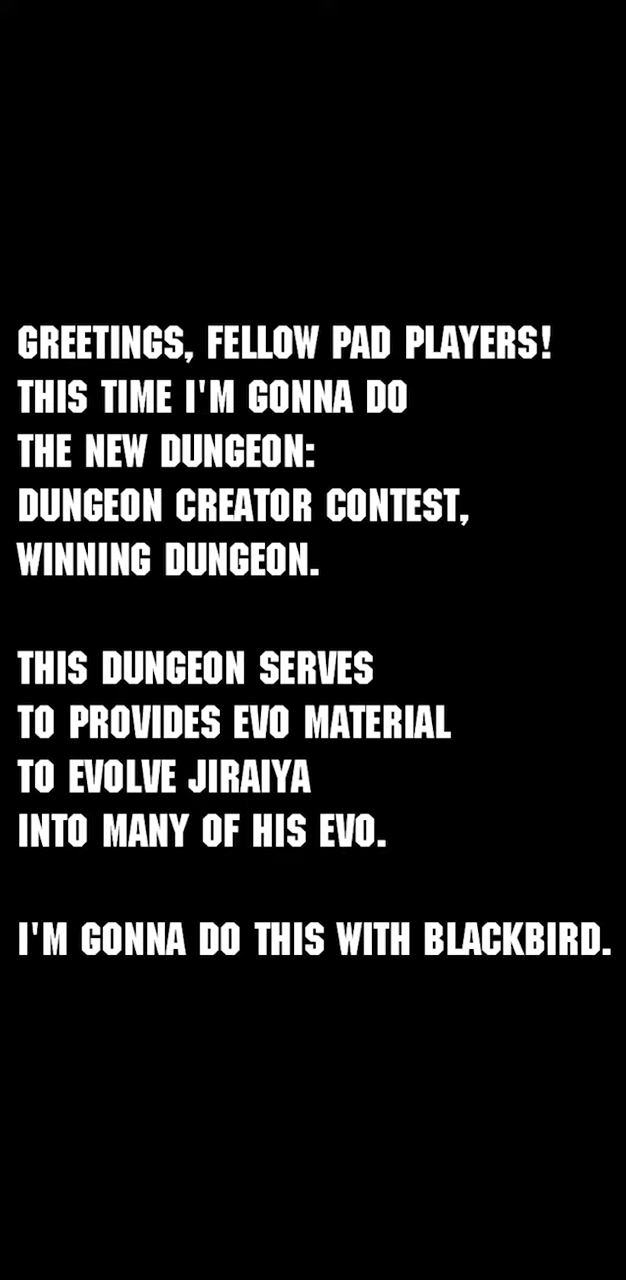 GREETINGS, FELLOW PAD PLAYERS!
THIS TIME I'M GONNA DO
THE NEW DUNGEON:
DUNGEON CREATOR CONTEST,
WINNING DUNGEON.
THIS DUNGEON SERVES
TO PROVIDES EVO MATERIAL
TO EVOLVE JIRAIYA
INTO MANY OF HIS EVO.
I'M GONNA DO THIS WITH BLACKBIRD.